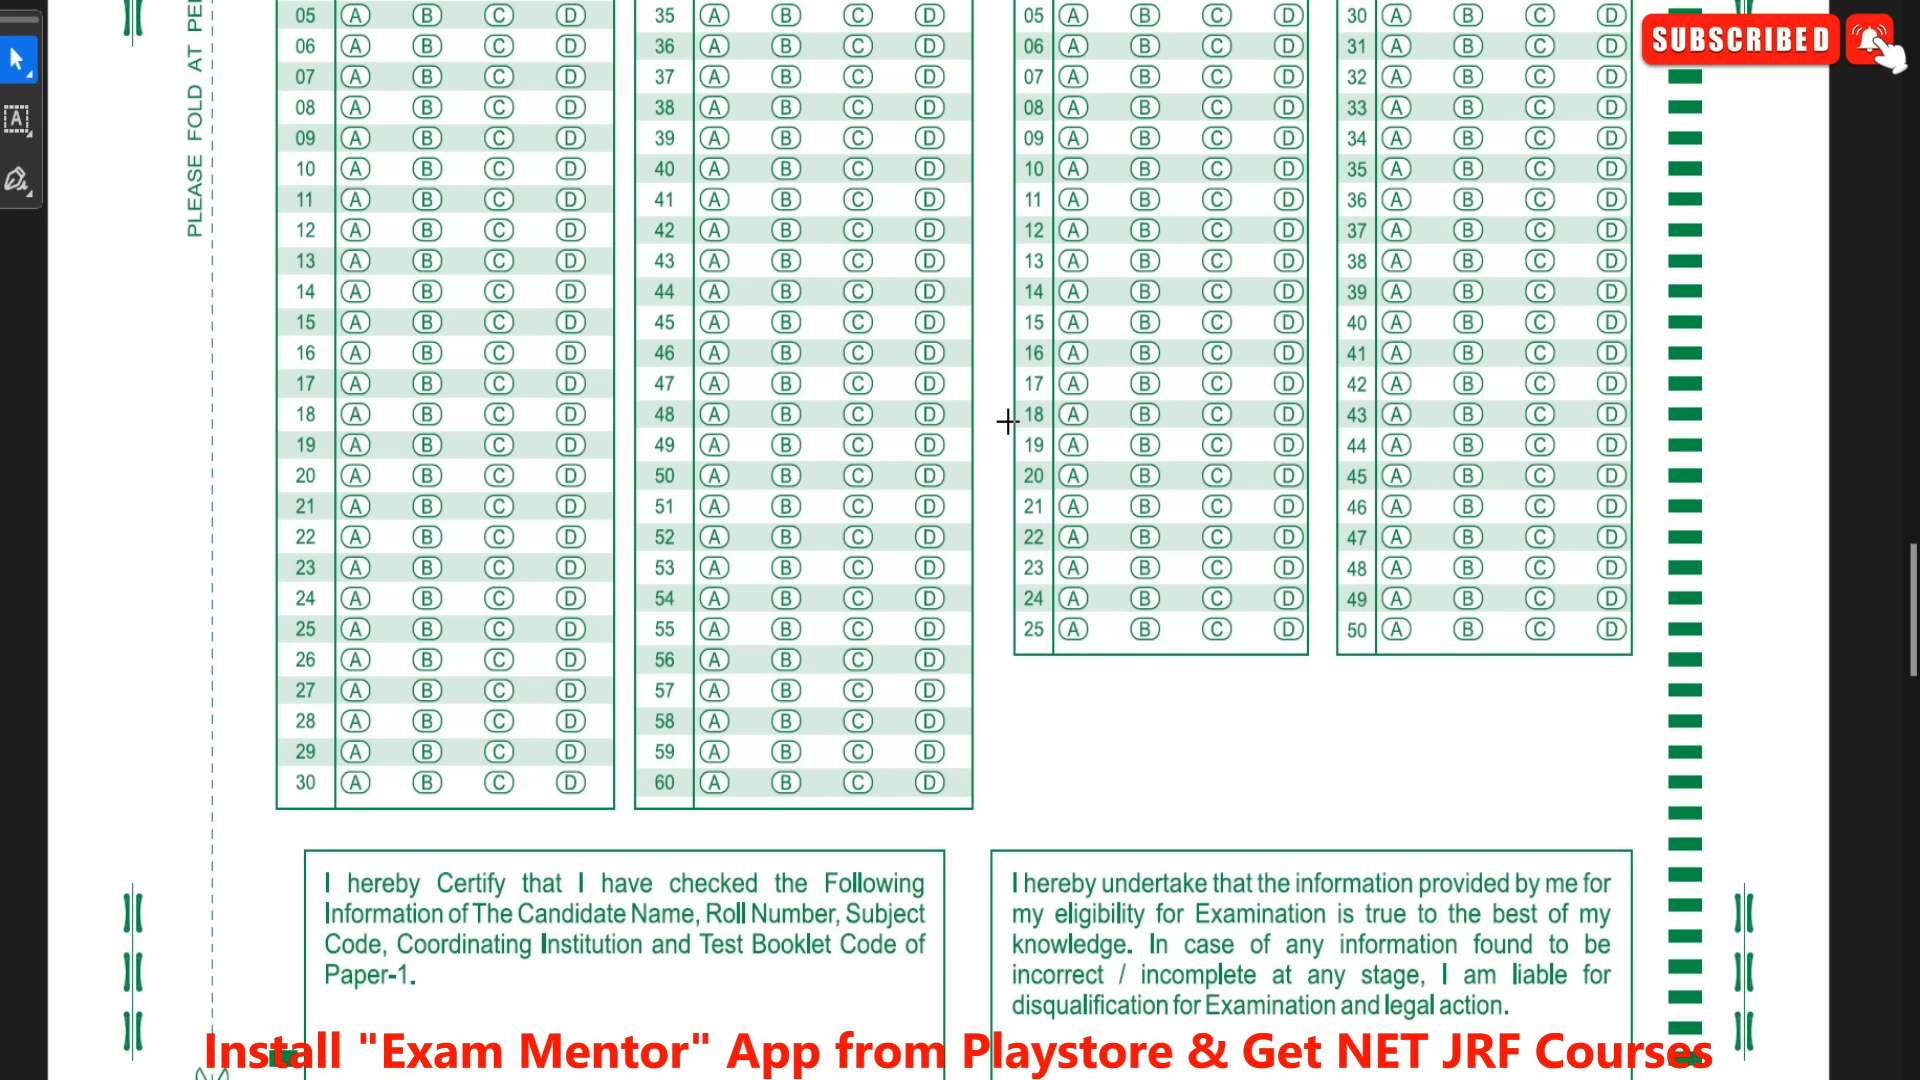 PLEASE FOLD AT PE
05 A B C D 35 A B C D 05 A B C D 30 A B C D
06 A B C D 36 A B C D 06 A B C D 31 A B C D
SUBSCRIBED
07 A B C D 37 A B C D 07 A B C D 32 A B C D
08 A B C D 38 A B C D 08 A B C D 33 A B C D
09 A B C D 39 A B C D 09 A B C D 34 A B C D
10 A B C D 40 A B C D 10 A B C D 35 A B C D
11 A B C D 41 A B C D 11 A B C D 36 A B C D
12 A B C D 42 A B C D 12 A B C D 37 A B C D
13 A B C D 43 A B C D 13 A B C D 38 A B C D
14 A B C D 44 A B C D 14 A B C D 39 A B C D
15 A B C D 45 A B C D 15 A B C D 40 A B C D
16 A B C D 46 A B C D 16 A B C D 41 A B C D
17 A B C D 47 A B C D 17 A B C D 42 A B C D
18 A B C D 48 A B C D 18 A B C D 43 A B C D
19 A B C D 49 A B C D 19 A B C D 44 A B C D
20 A B C D 50 A B C D 20 A B C D 45 A B C D
21 A B C D 51 A B C D 21 A B C D 46 A B C D
22 A B C D 52 A B C D 22 A B C D 47 A B C D
23 A B C D 53 A B C D 23 A B C D 48 A B C D
24 A B C D 54 A B C D 24 A B C D 49 A B C D
25 A B C D 55 A B C D 25 A B C D 50 A B C D
26 A B C D 56 A B C D
27 A B C D 57 A B C D
28 A B C D 58 A B C D
29 A B C D 59 A B C D
30 A B C D 60 A B C D
I hereby Certify that I have checked the Following
Information of The Candidate Name, Roll Number, Subject
Code, Coordinating Institution and Test Booklet Code of
Paper-1.
I hereby undertake that the information provided by me for
my eligibility for Examination is true to the best of my
knowledge. In case of any information found to be
incorrect / incomplete at any stage, I am liable for
disqualification for Examination and legal action.
Install "Exam Mentor" App from Playstore & Get NET JRF Courses